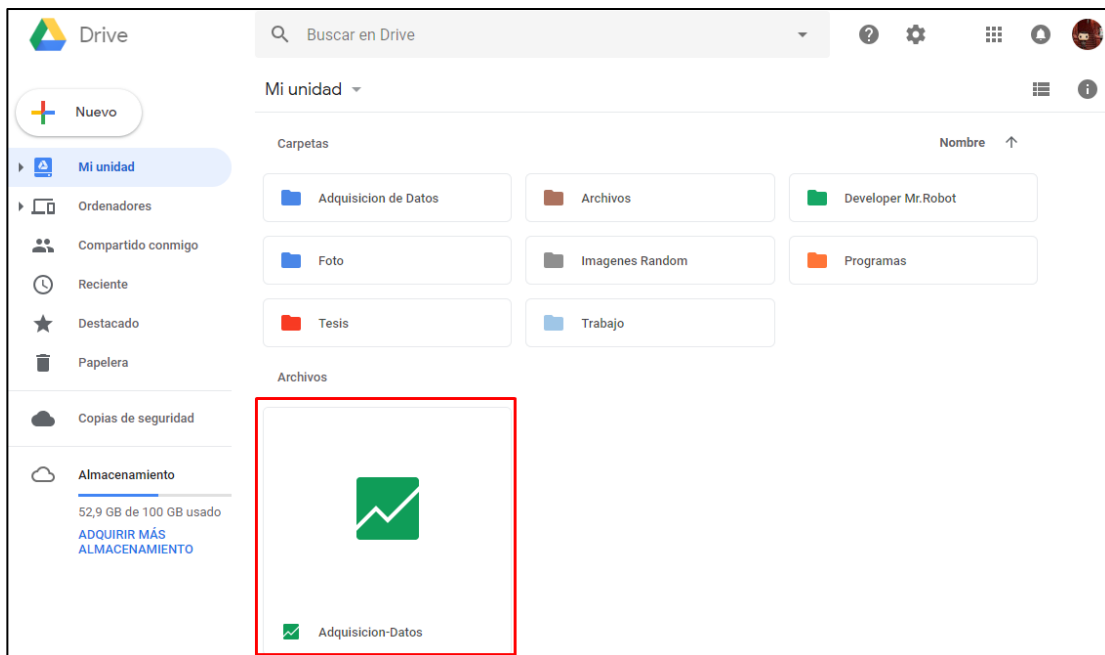 Drive
Buscar en Drive
Nuevo
Mi unidad
Ordenadores
Compartido conmigo
Reciente
Destacado
Papelera
Copias de seguridad
Almacenamiento
52,9 GB de 100 GB usado
ADQUIRIR MÁS
ALMACENAMIENTO
Mi unidad
Carpetas
Nombre
Adquisicion de Datos
Archivos
Developer Mr.Robot
Foto
Imagenes Random
Programas
Tesis
Trabajo
Archivos
Adquisicion-Datos